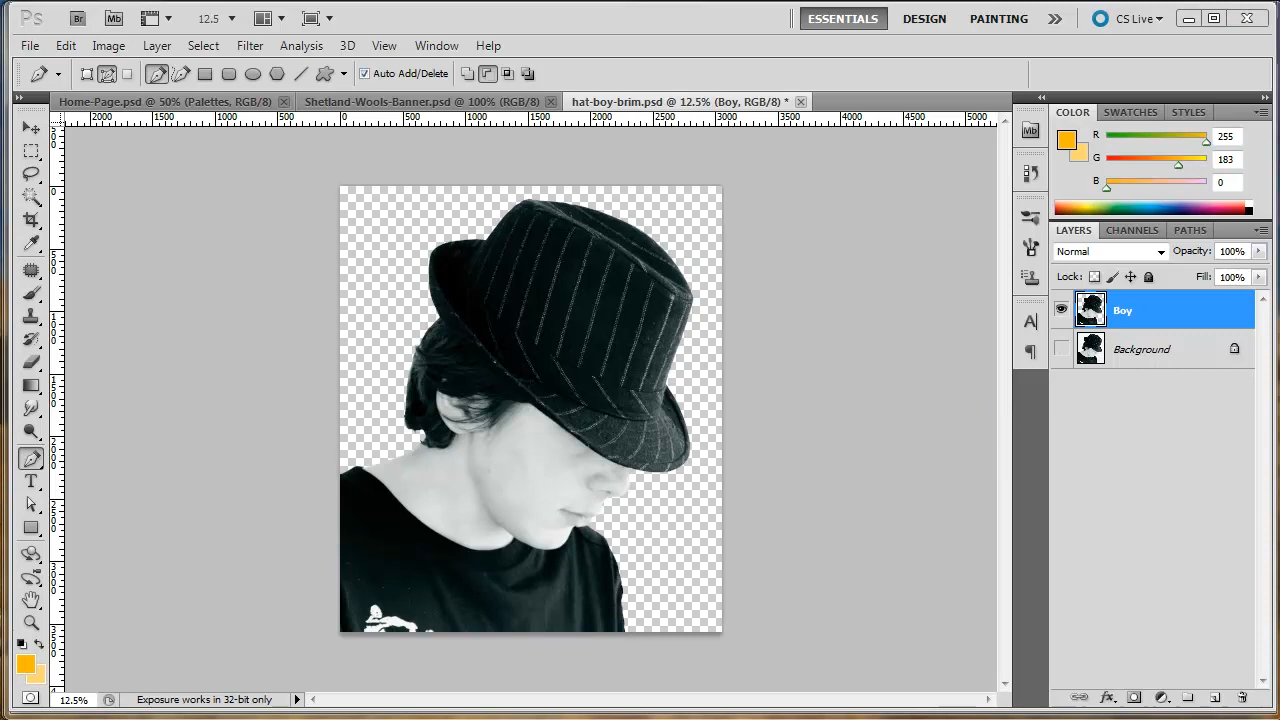 Ps Br Mb 12.5 ESSENTIALS DESIGN PAINTING CS Live
File Edit Image Layer Select Filter Analysis 3D View Window Help
Auto Add/Delete
Home-Page.psd @ 50% (Palettes, RGB/8) Shetland-Wools-Banner.psd @ 100% (RGB/8) hat-boy-brim.psd @ 12.5% (Boy, RGB/8) *
2000 1500 1000 500 0 500 1000 1500 2000 2500 3000 3500 4000 4500 5000
COLOR SWATCHES STYLES
Mb
R 255
G 183
B 0
LAYERS CHANNELS PATHS
Normal Opacity: 100%
Lock: Fill: 100%
Boy
Background
A
T
12.5% Exposure works in 32-bit only fx